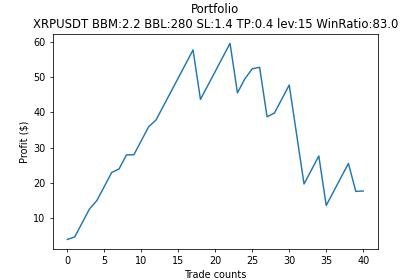 Portfolio
XRPUSDT BBM:2.2 BBL:280 SL:1.4 TP:0.4 lev:15 WinRatio:83.0
60
50
40
30
20
10
Profit ($)
0 5 10 15 20 25 30 35 40
Trade counts